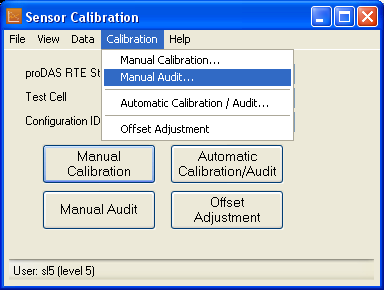 Sensor Calibration
File View Data Calibration Help
Manual Calibration...
proDAS RTE St
Manual Audit...
Test Cell
Automatic Calibration / Audit...
Configuration ID
Offset Adjustment
Manual
Calibration
Automatic
Calibration/Audit
Manual Audit
Offset
Adjustment
User: sl5 (level 5)